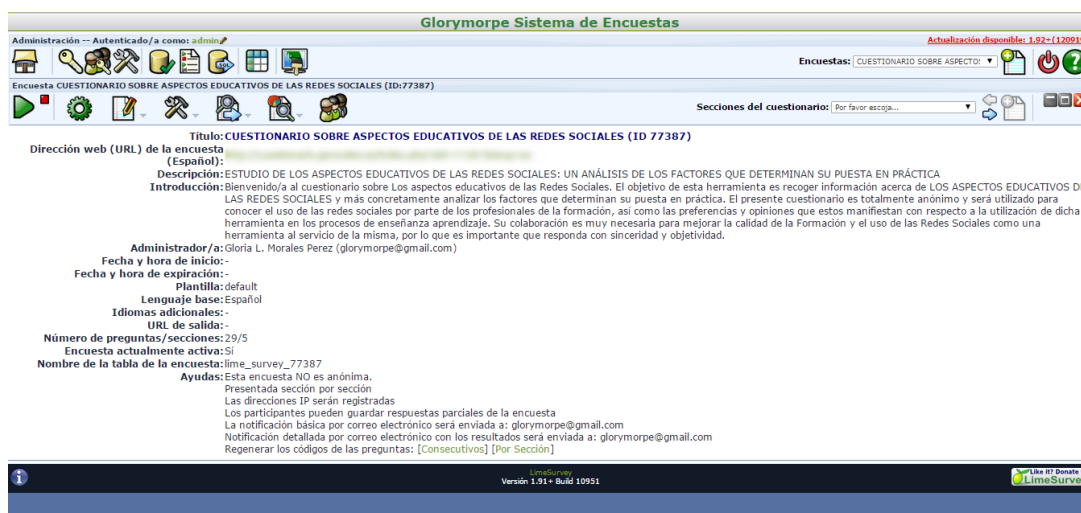 Glorymorpe Sistema de Encuestas
Administración -- Autenticado/a como: admin
Actualización disponible: 1.92+(12091
Encuestas: CUESTIONARIO SOBRE ASPECTO:
Encuesta CUESTIONARIO SOBRE ASPECTOS EDUCATIVOS DE LAS REDES SOCIALES (ID:77387)
Secciones del cuestionario: Por favor escoja...
Título: CUESTIONARIO SOBRE ASPECTOS EDUCATIVOS DE LAS REDES SOCIALES (ID 77387)
Dirección web (URL) de la encuesta
(Español):
Descripción: ESTUDIO DE LOS ASPECTOS EDUCATIVOS DE LAS REDES SOCIALES: UN ANÁLISIS DE LOS FACTORES QUE DETERMINAN SU PUESTA EN PRÁCTICA
Introducción: Bienvenido/a al cuestionario sobre Los aspectos educativos de las Redes Sociales. El objetivo de esta herramienta es recoger información acerca de LOS ASPECTOS EDUCATIVOS DE
LAS REDES SOCIALES y más concretamente analizar los factores que determinan su puesta en práctica. El presente cuestionario es totalmente anónimo y será utilizado para
conocer el uso de las redes sociales por parte de los profesionales de la formación, así como las preferencias y opiniones que estos manifiestan con respecto a la utilización de dicha
herramienta en los procesos de enseñanza aprendizaje. Su colaboración es muy necesaria para mejorar la calidad de la Formación y el uso de las Redes Sociales como una
herramienta al servicio de la misma, por lo que es importante que responda con sinceridad y objetividad.
Administrador/a: Gloria L. Morales Perez (glorymorpe@gmail.com)
Fecha y hora de inicio: -
Fecha y hora de expiración: -
Plantilla: default
Lenguaje base: Español
Idiomas adicionales: -
URL de salida: -
Número de preguntas/secciones: 29/5
Encuesta actualmente activa: Sí
Nombre de la tabla de la encuesta: lime_survey_77387
Ayudas: Esta encuesta NO es anónima.
Presentada sección por sección
Las direcciones IP serán registradas
Los participantes pueden guardar respuestas parciales de la encuesta
La notificación básica por correo electrónico será enviada a: glorymorpe@gmail.com
Notificación detallada por correo electrónico con los resultados será enviada a: glorymorpe@gmail.com
Regenerar los códigos de las preguntas: [Consecutivos] [Por Sección]
LimeSurvey
Versión 1.91+ Build 10951
Like it? Donate
LimeSurve